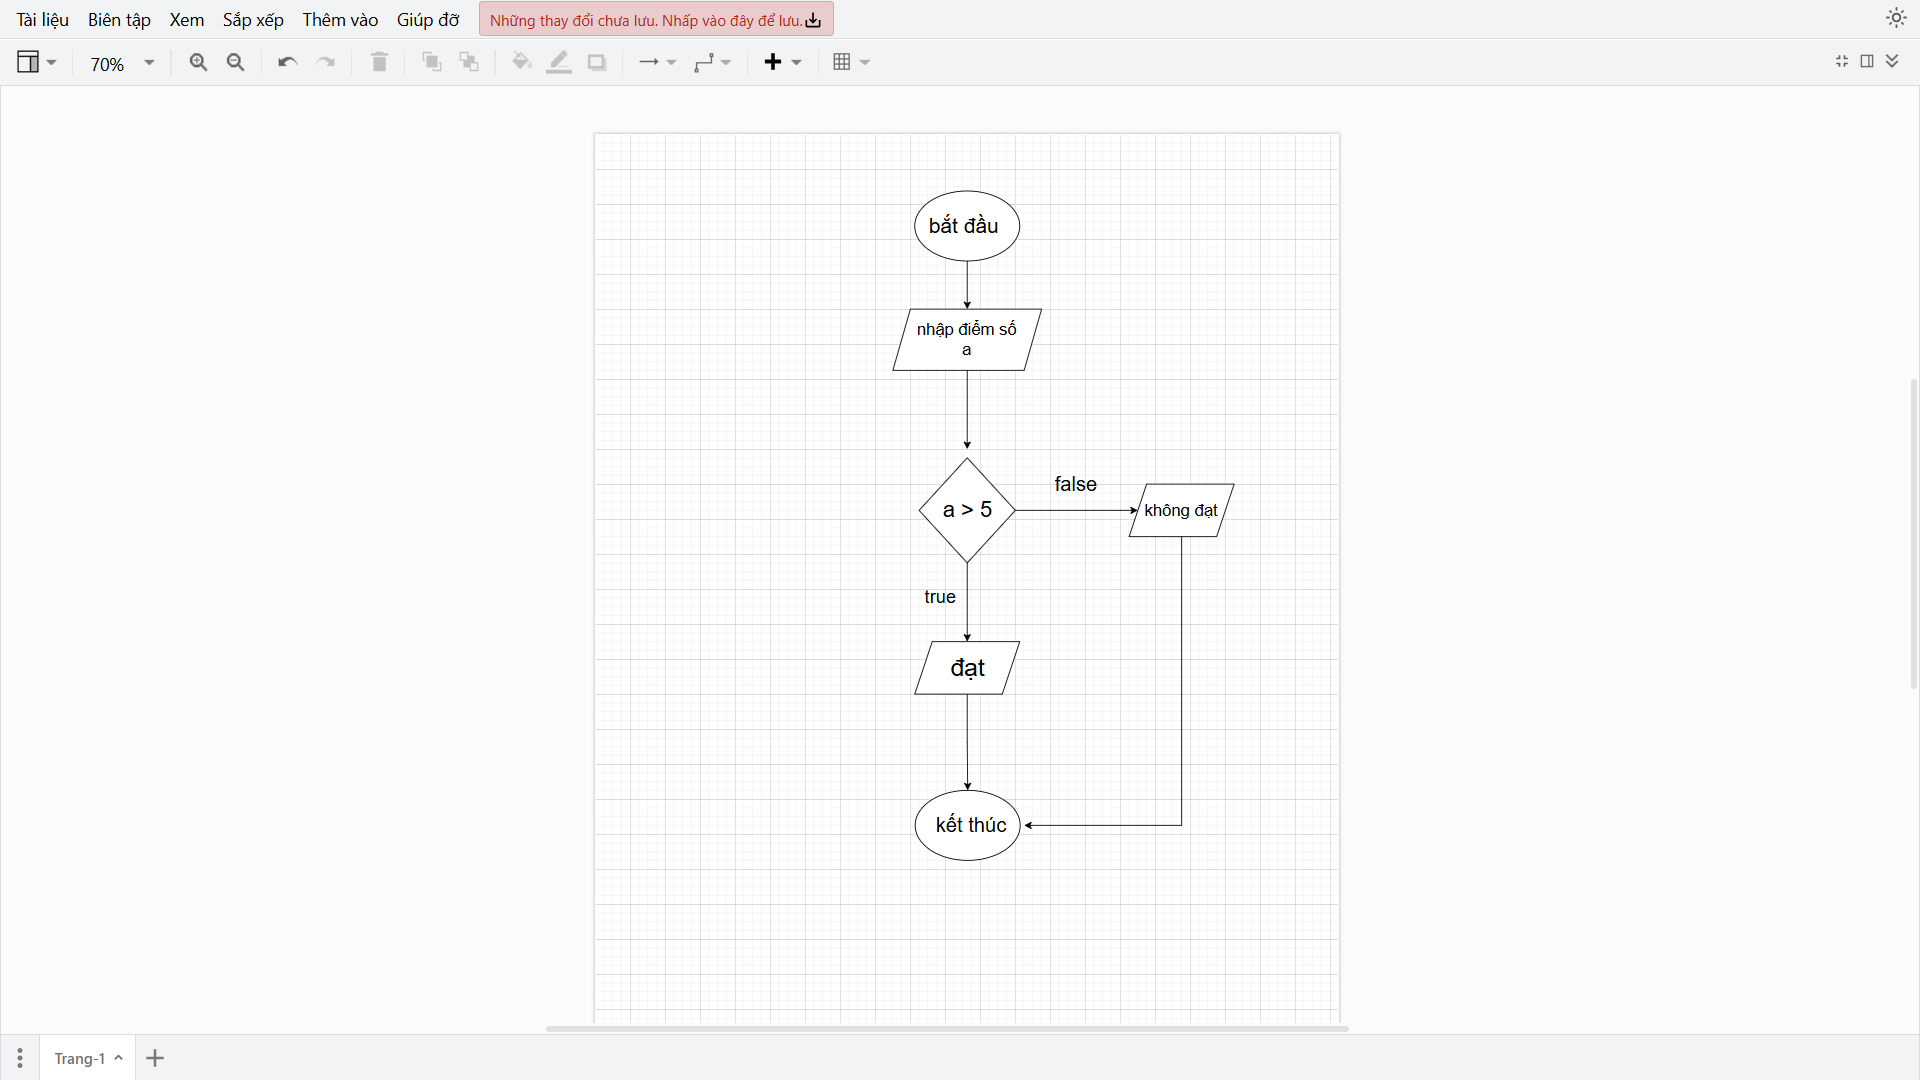 Tài liệu Biên tập Xem Sắp xếp Thêm vào Giúp đỡ Những thay đổi chưa lưu. Nhấp vào đây để lưu.
70%
bắt đầu
nhập điểm số
a
false
a > 5
không đạt
true
đạt
kết thúc
Trang-1